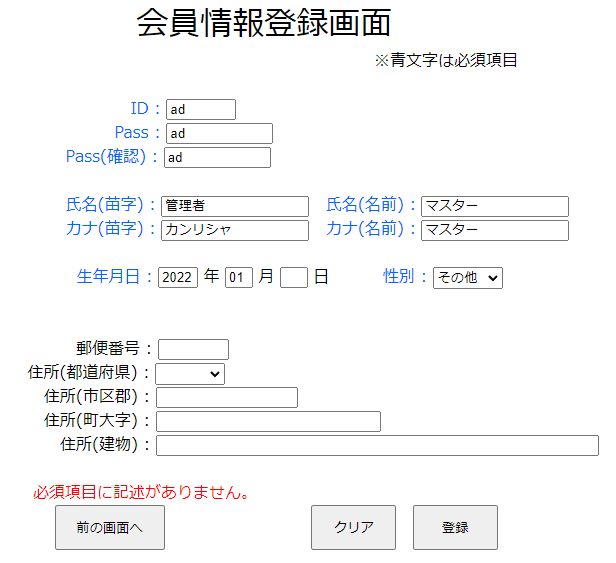 会員情報登録画面
※青文字は必須項目
ID : ad
Pass : ad
Pass(確認) : ad
氏名(苗字) : 管理者 氏名(名前) : マスター
カナ(苗字) : カンリシャ カナ(名前) : マスター
生年月日 : 2022 年 01 月 日 性別 : その他
郵便番号 :
住所(都道府県) :
住所(市区郡) :
住所(町大字) :
住所(建物) :
必須項目に記述がありません。
前の画面へ クリア 登録